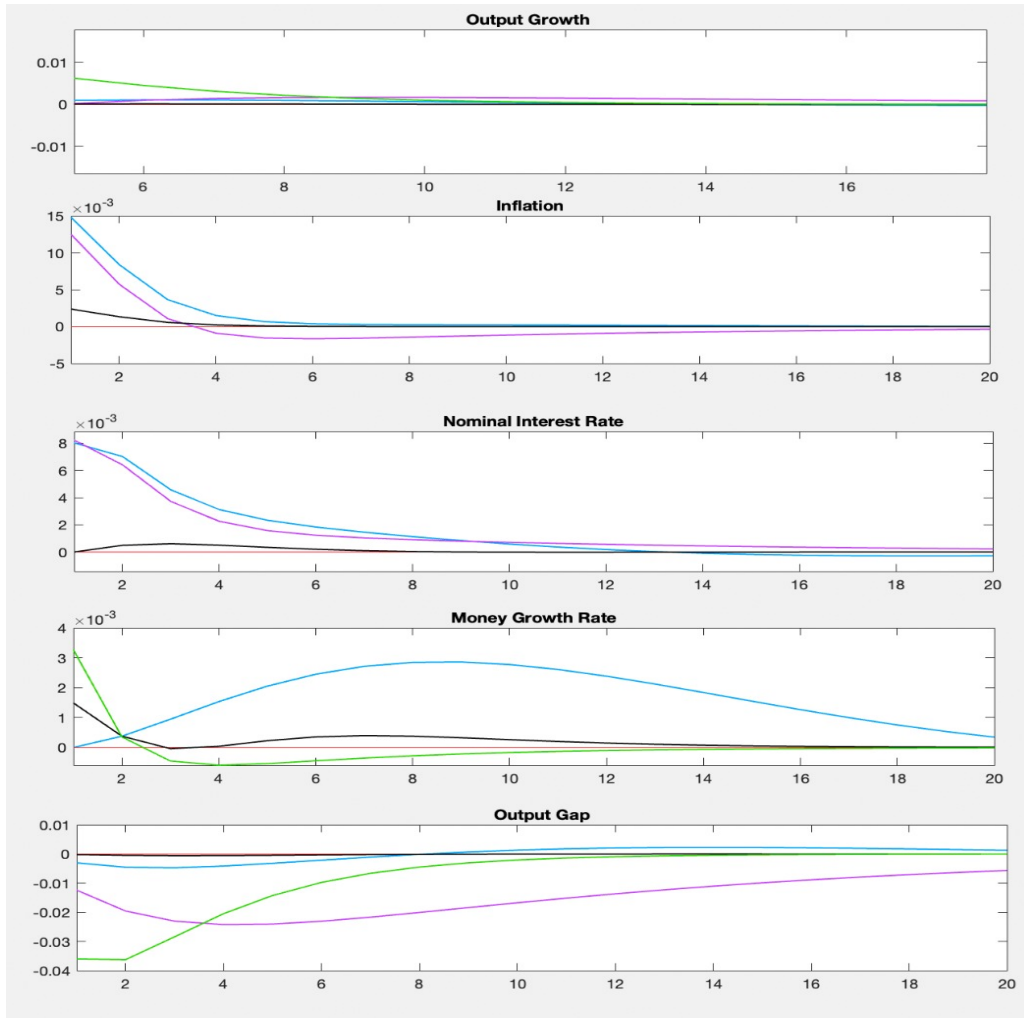 Output Growth
0.01
0
-0.01
6 8 10 12 14 16
Inflation
×10-3
15
10
5
0
-5
2 4 6 8 10 12 14 16 18 20
Nominal Interest Rate
×10-3
8
6
4
2
0
2 4 6 8 10 12 14 16 18 20
Money Growth Rate
×10-3
4
3
2
1
0
2 4 6 8 10 12 14 16 18 20
Output Gap
0.01
0
-0.01
-0.02
-0.03
-0.04
2 4 6 8 10 12 14 16 18 20